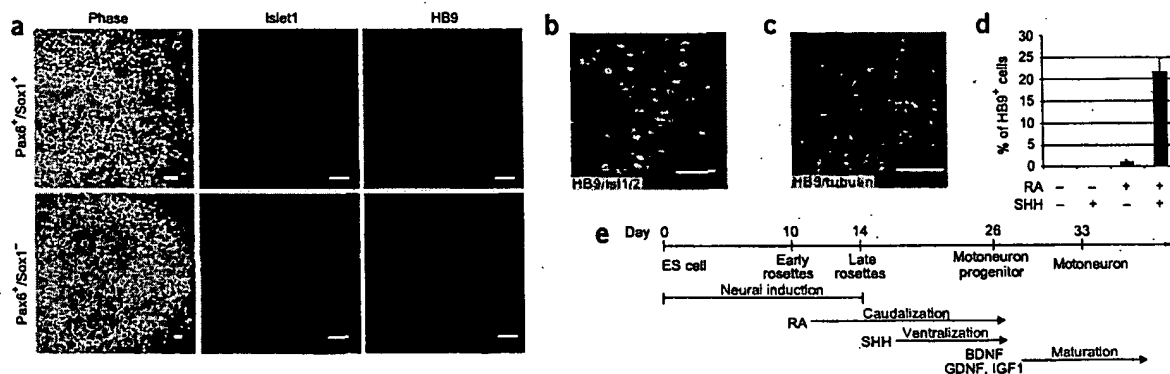 a
Phase Islet1 HB9
Pax6⁺/Sox1⁺
Pax6⁺/Sox1⁻
b
HB9/Isl1/2
c
HB9/tubulin
d
% of HB9⁺ cells
30
25
20
15
10
5
0
RA – – + +
SHH – + – +
e
Day 0 10 14 26 33
ES cell Early rosettes Late rosettes Motoneuron progenitor Motoneuron
Neural induction
RA Caudalization
SHH Ventralization
BDNF
GDNF, IGF1 Maturation